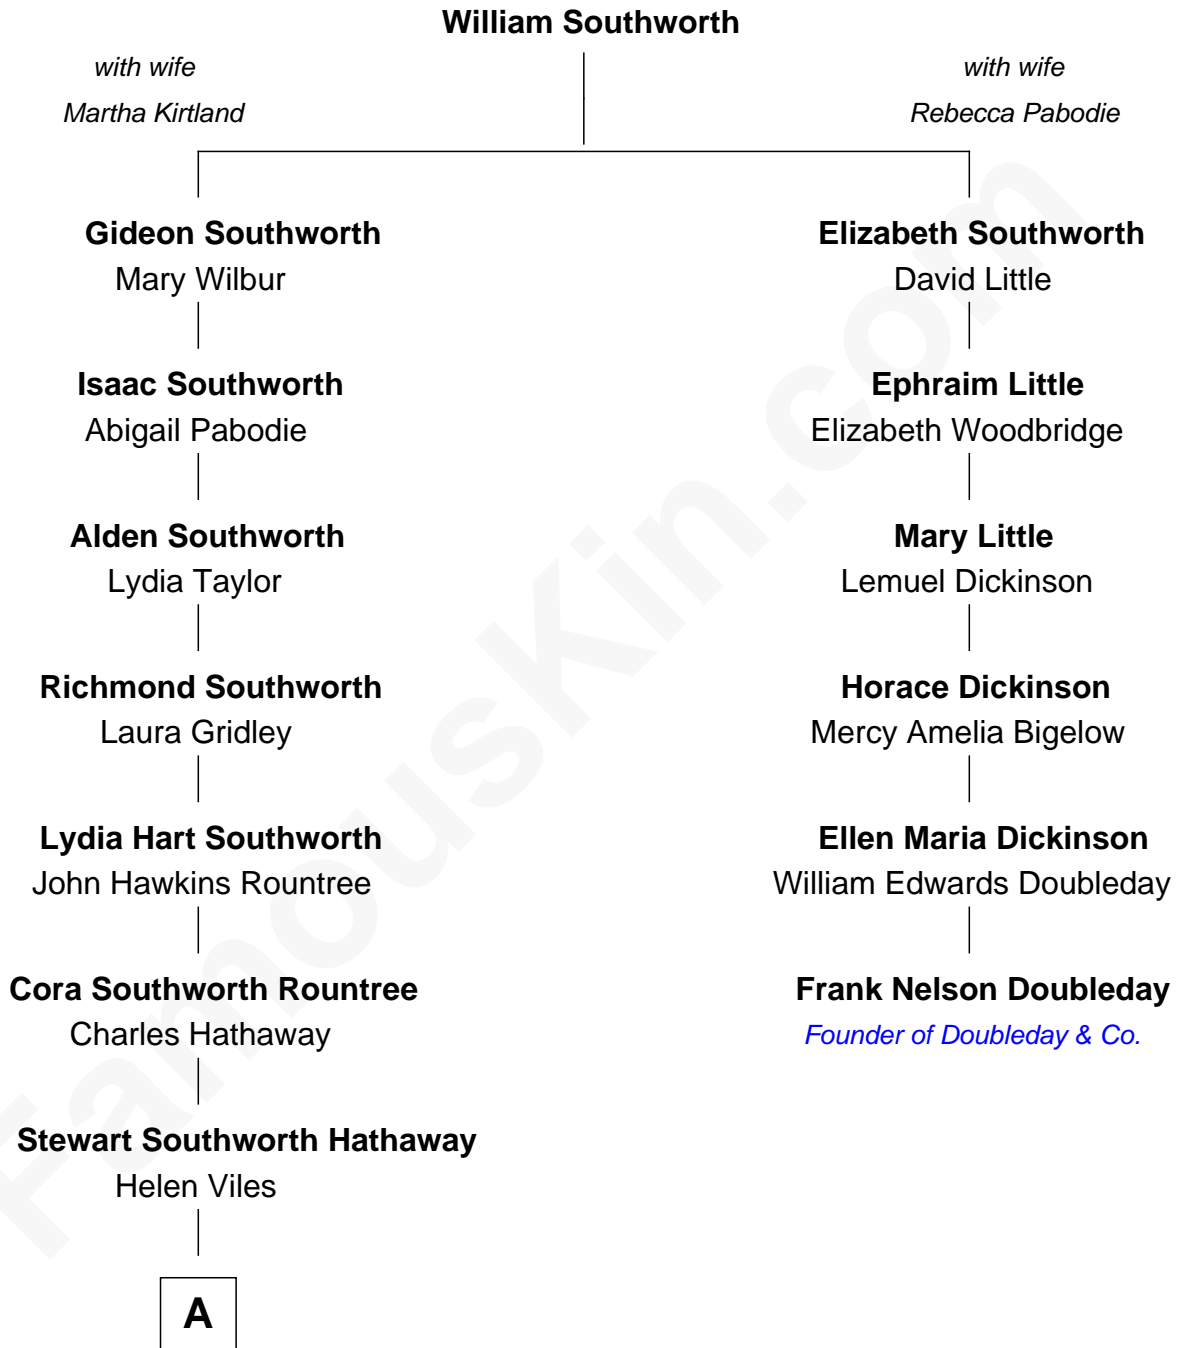 William Southworth
with wife
Martha Kirtland
with wife
Rebecca Pabodie
Gideon Southworth
Mary Wilbur
Elizabeth Southworth
David Little
Isaac Southworth
Abigail Pabodie
Ephraim Little
Elizabeth Woodbridge
Alden Southworth
Lydia Taylor
Mary Little
Lemuel Dickinson
Richmond Southworth
Laura Gridley
Horace Dickinson
Mercy Amelia Bigelow
Lydia Hart Southworth
John Hawkins Rountree
Ellen Maria Dickinson
William Edwards Doubleday
Cora Southworth Rountree
Charles Hathaway
Frank Nelson Doubleday
Founder of Doubleday & Co.
Stewart Southworth Hathaway
Helen Viles
A
FamousKin.com